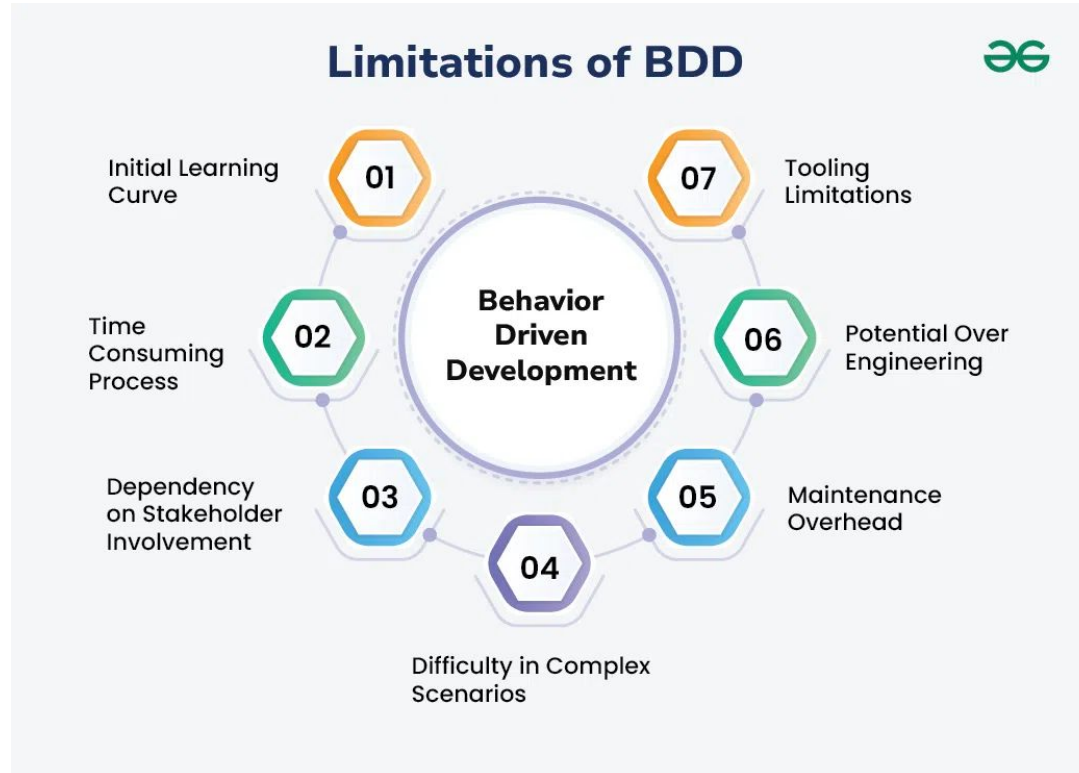 Limitations of BDD
01
Initial Learning
Curve
02
Time
Consuming
Process
03
Dependency
on Stakeholder
Involvement
04
Difficulty in Complex
Scenarios
05
Maintenance
Overhead
06
Potential Over
Engineering
07
Tooling
Limitations
Behavior
Driven
Development